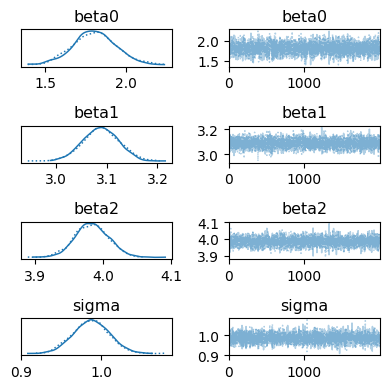 beta0 beta0
2.0
1.5
1.5 2.0 0 1000
beta1 beta1
3.2
3.0
3.0 3.1 3.2 0 1000
beta2 beta2
4.1
4.0
3.9
3.9 4.0 4.1 0 1000
sigma sigma
1.0
0.9
0.9 1.0 0 1000